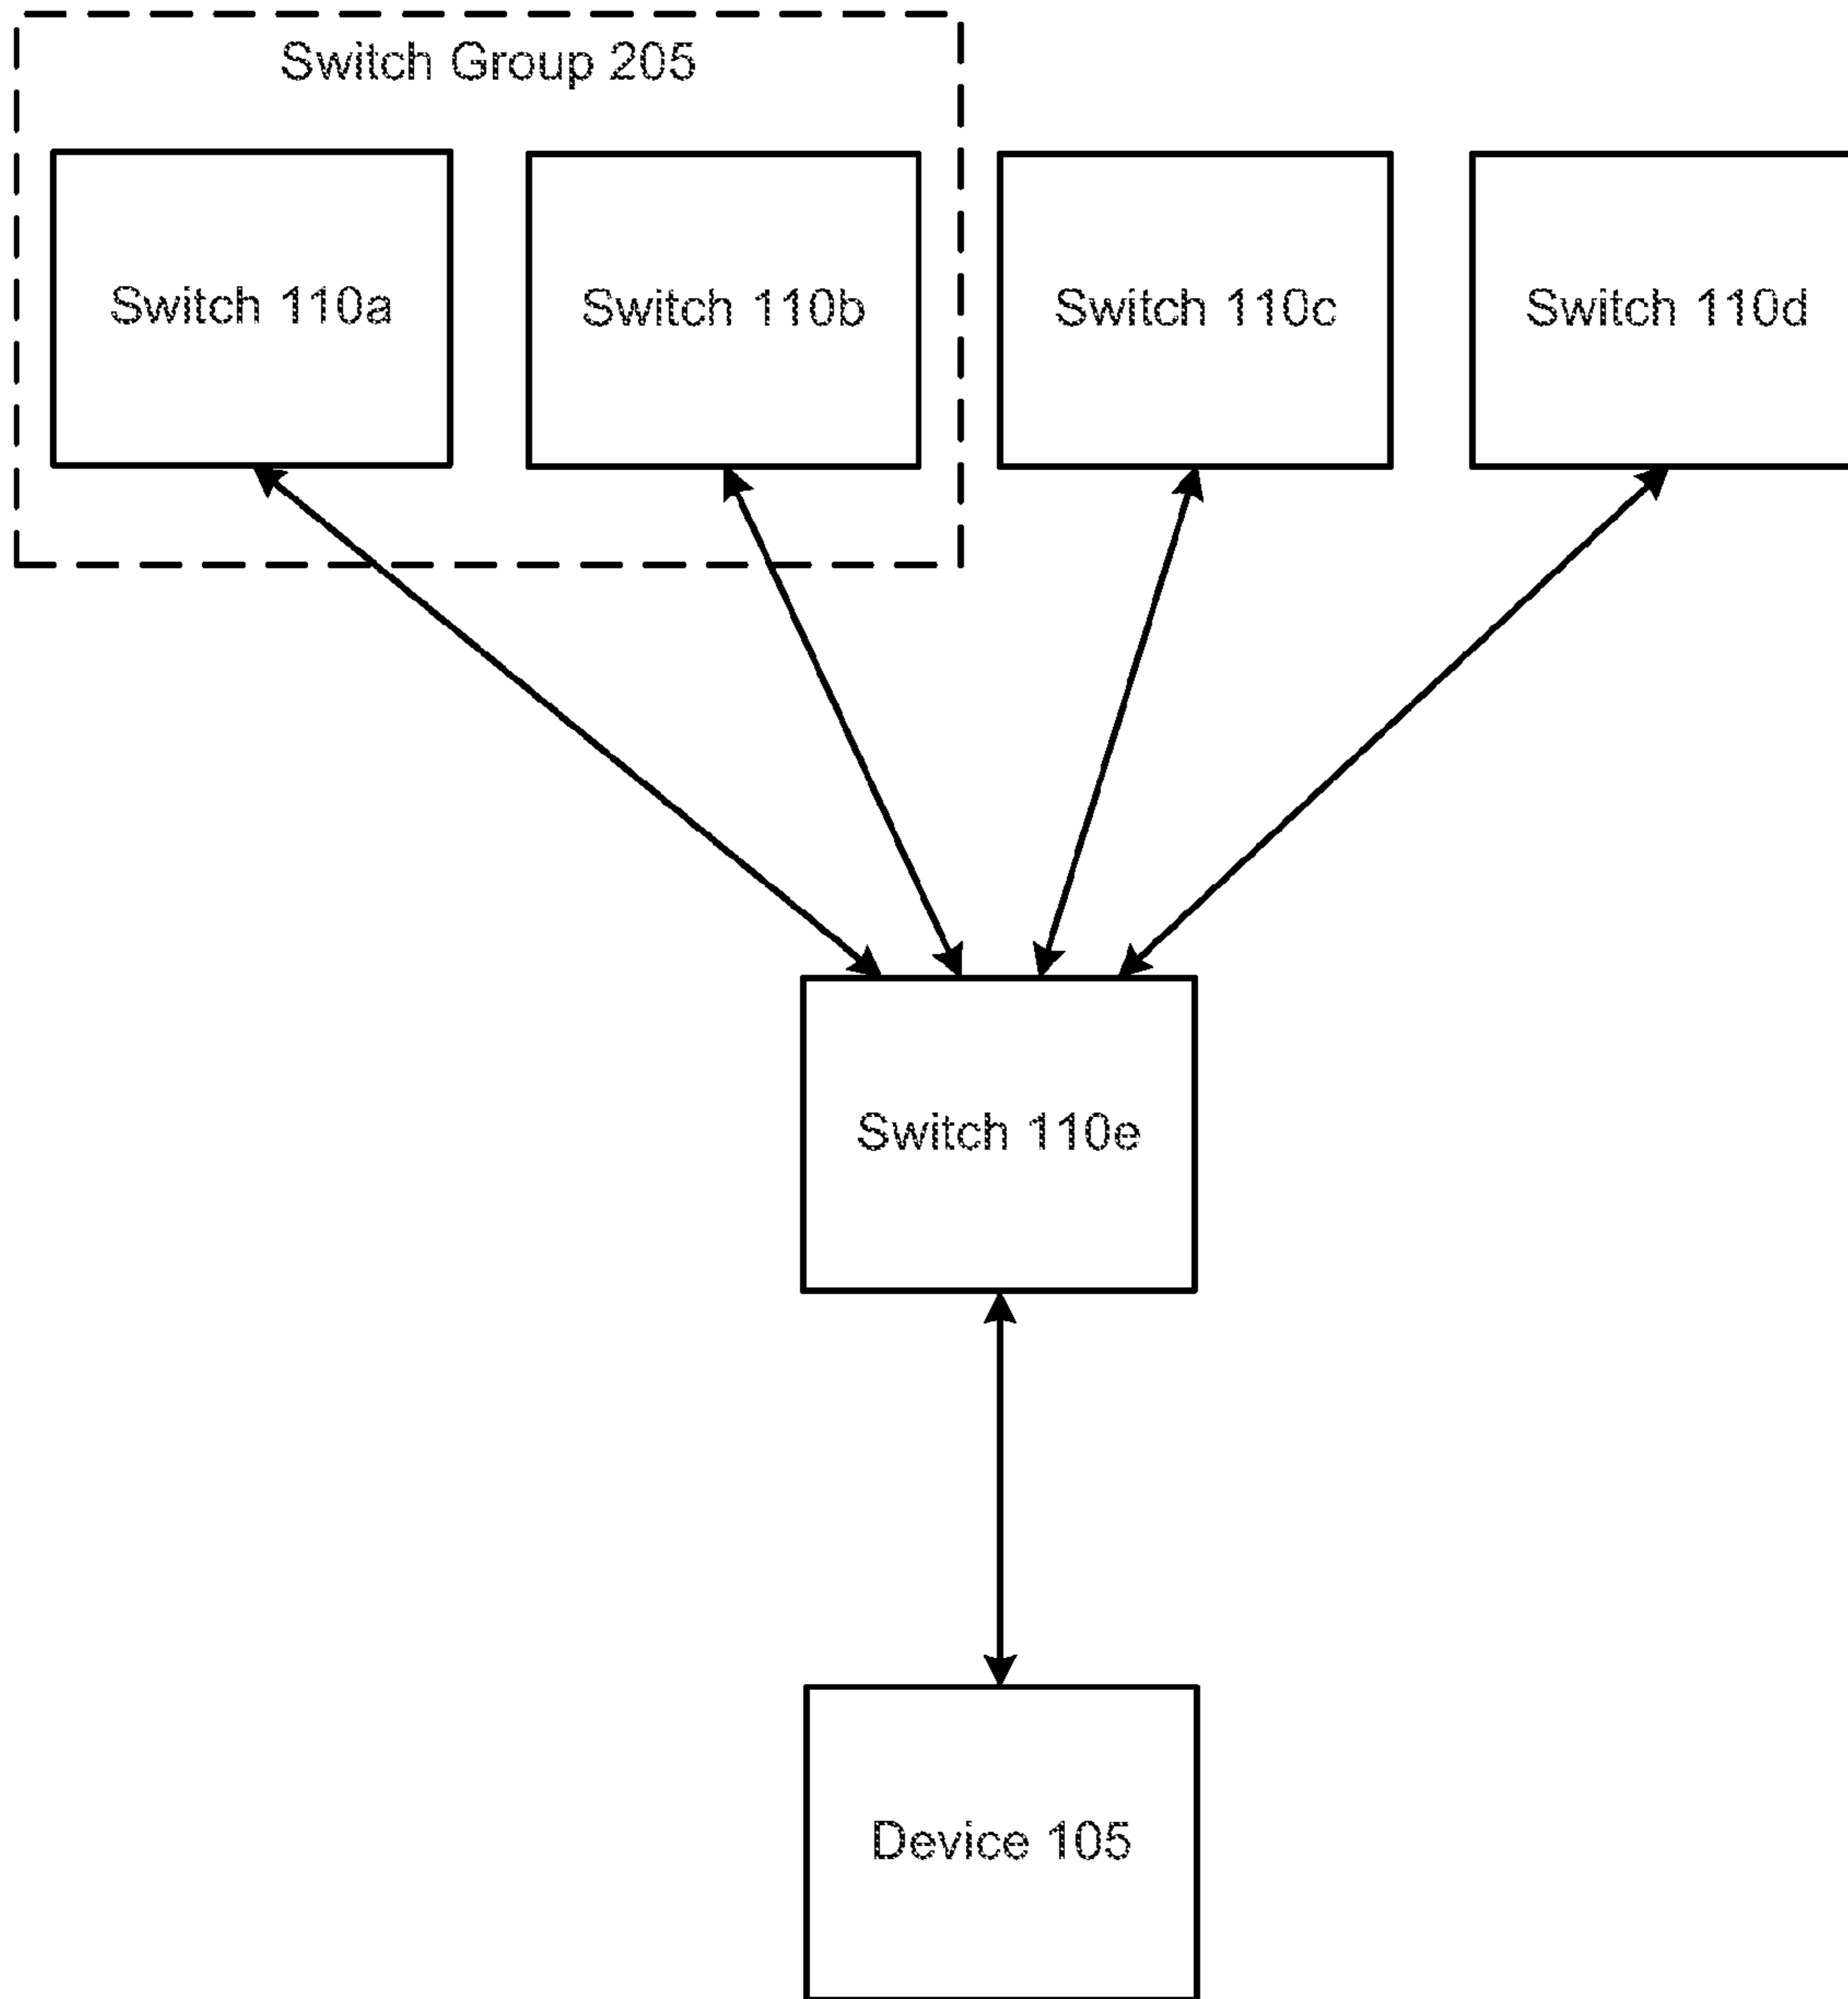 Switch Group 205
Switch 110a
Switch 110b
Switch 110c
Switch 110d
Switch 110e
Device 105